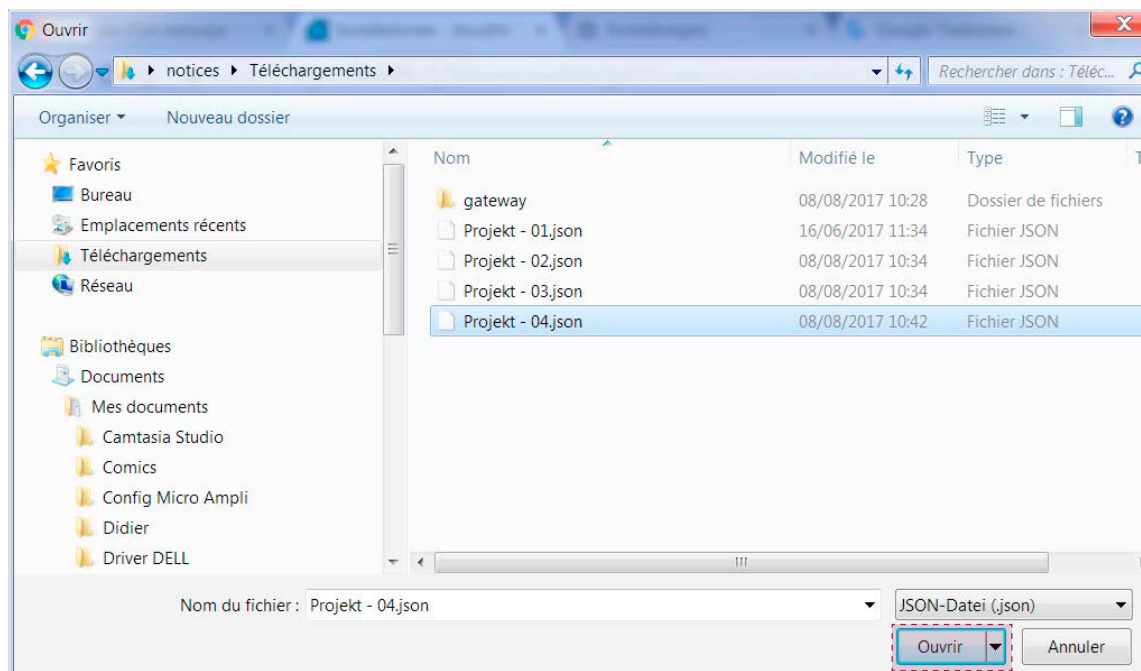 Ouvrir
notices Téléchargements
Rechercher dans : Téléc...
Organiser Nouveau dossier
Favoris
Bureau
Emplacements récents
Téléchargements
Réseau
Bibliothèques
Documents
Mes documents
Camtasia Studio
Comics
Config Micro Ampli
Didier
Driver DELL
Nom Modifié le Type T
gateway 08/08/2017 10:28 Dossier de fichiers
Projekt - 01.json 16/06/2017 11:34 Fichier JSON
Projekt - 02.json 08/08/2017 10:34 Fichier JSON
Projekt - 03.json 08/08/2017 10:34 Fichier JSON
Projekt - 04.json 08/08/2017 10:42 Fichier JSON
Nom du fichier : Projekt - 04.json JSON-Datei (.json)
Ouvrir Annuler